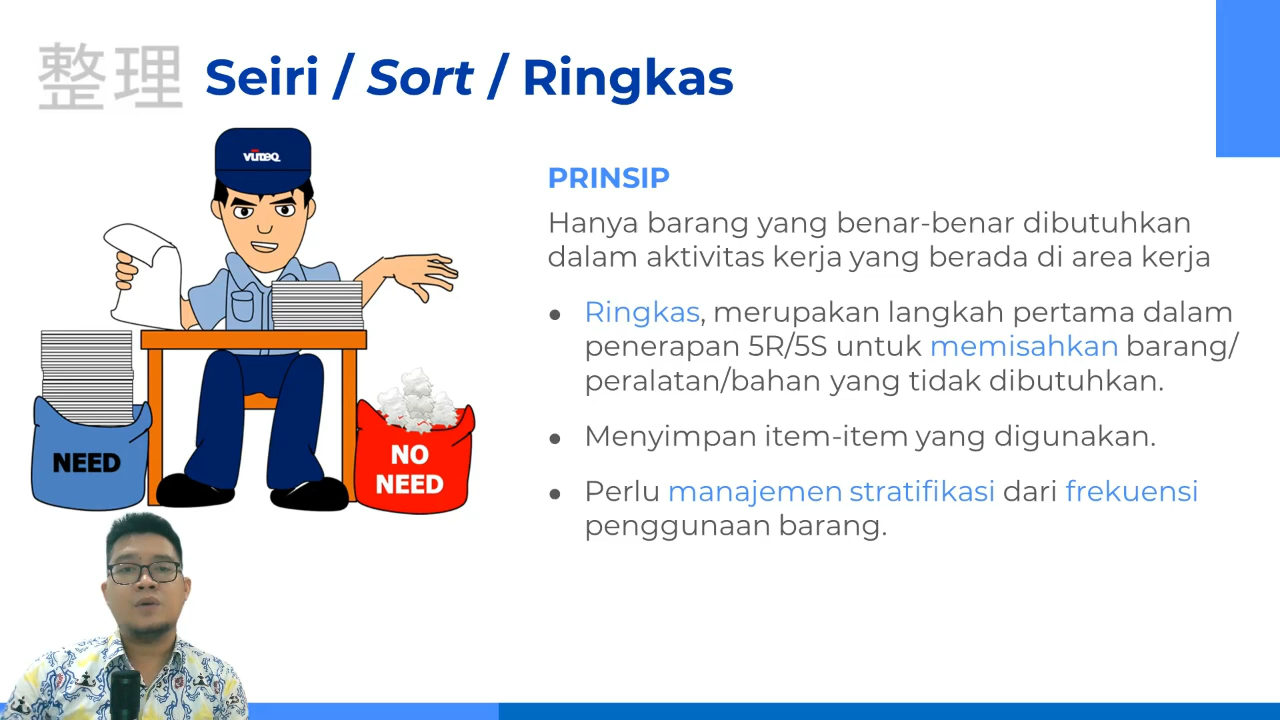 整理 Seiri / Sort / Ringkas
VUTEQ
PRINSIP
Hanya barang yang benar-benar dibutuhkan
dalam aktivitas kerja yang berada di area kerja
● Ringkas, merupakan langkah pertama dalam
penerapan 5R/5S untuk memisahkan barang/
peralatan/bahan yang tidak dibutuhkan.
● Menyimpan item-item yang digunakan.
● Perlu manajemen stratifikasi dari frekuensi
penggunaan barang.
NEED
NO
NEED